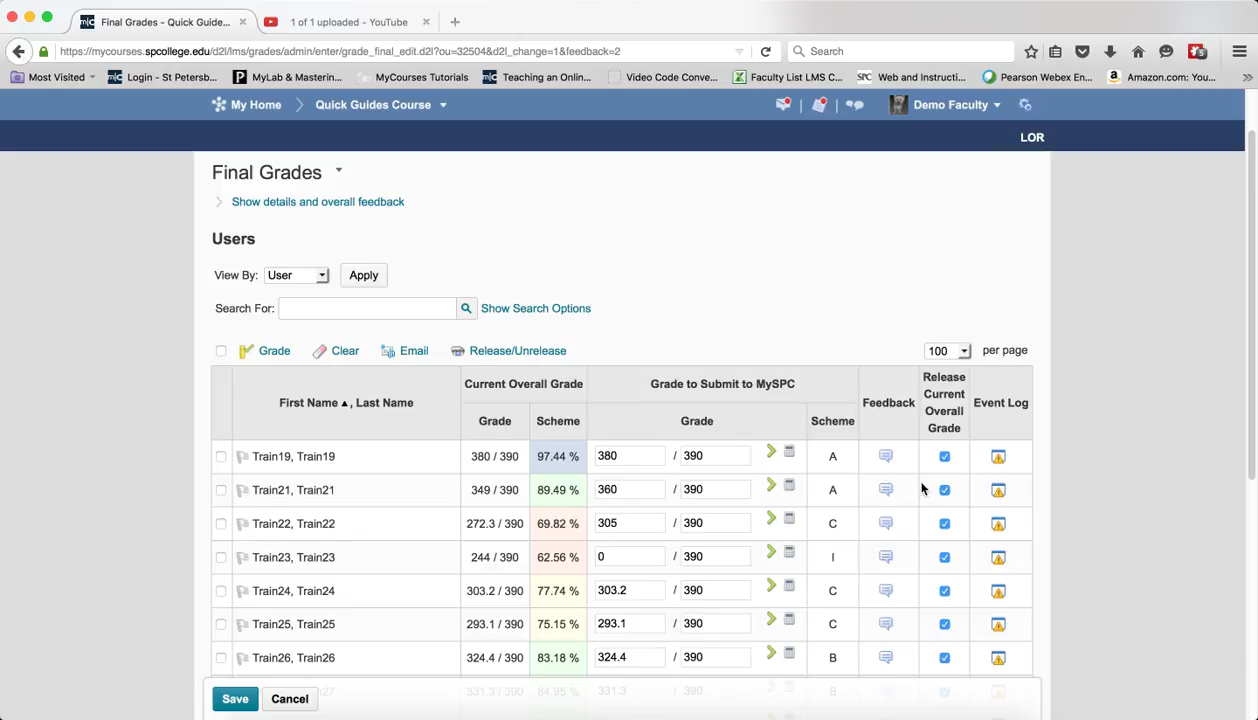 m|c Final Grades - Quick Guide...
1 of 1 uploaded - YouTube
https://mycourses.spcollege.edu/d2l/lms/grades/admin/enter/grade_final_edit.d2l?ou=32504&d2l_change=1&feedback=2
Search
Most Visited
m|c Login - St Petersb...
P MyLab & Masterin...
MyCourses Tutorials
m|c Teaching an Onlin...
Video Code Conve...
Faculty List LMS C...
SPC Web and Instructi...
Pearson Webex En...
a Amazon.com: You...
My Home
Quick Guides Course
Demo Faculty
LOR
Final Grades
Show details and overall feedback
Users
View By: User Apply
Search For: Show Search Options
Grade Clear Email Release/Unrelease 100 per page
First Name ▲, Last Name
Current Overall Grade
Grade to Submit to MySPC
Feedback
Release Current Overall Grade
Event Log
Grade Scheme Grade Scheme
Train19, Train19 380 / 390 97.44 % 380 / 390 A
Train21, Train21 349 / 390 89.49 % 360 / 390 A
Train22, Train22 272.3 / 390 69.82 % 305 / 390 C
Train23, Train23 244 / 390 62.56 % 0 / 390 I
Train24, Train24 303.2 / 390 77.74 % 303.2 / 390 C
Train25, Train25 293.1 / 390 75.15 % 293.1 / 390 C
Train26, Train26 324.4 / 390 83.18 % 324.4 / 390 B
331.3 / 390 84.95 % 331.3 / 390 B
Save Cancel